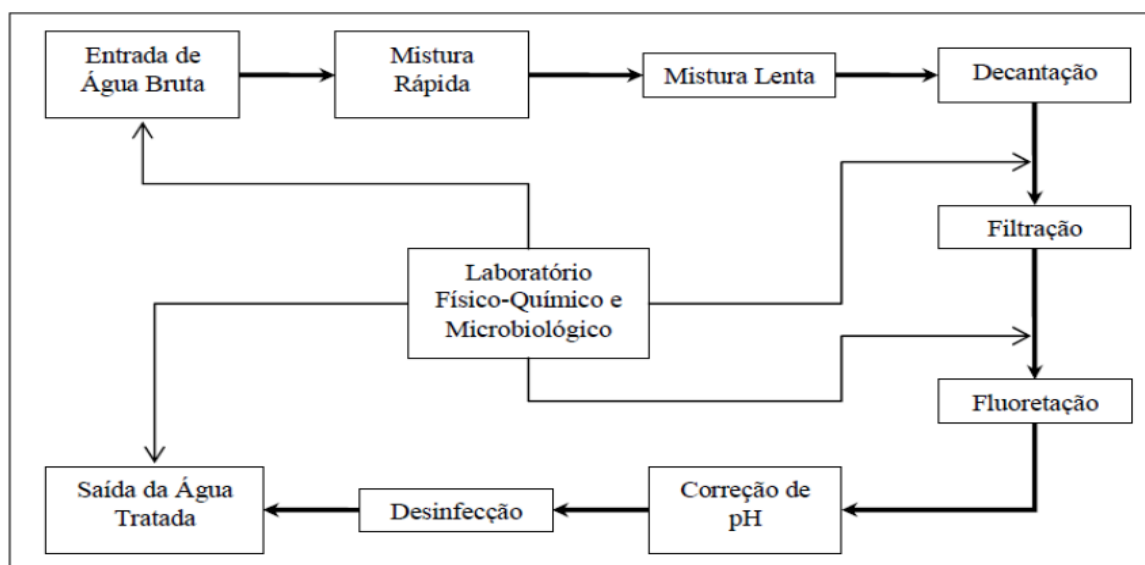 Entrada de
Água Bruta
Mistura
Rápida
Mistura Lenta
Decantação
Filtração
Laboratório
Físico-Químico e
Microbiológico
Fluoretação
Saída da Água
Tratada
Desinfecção
Correção de
pH